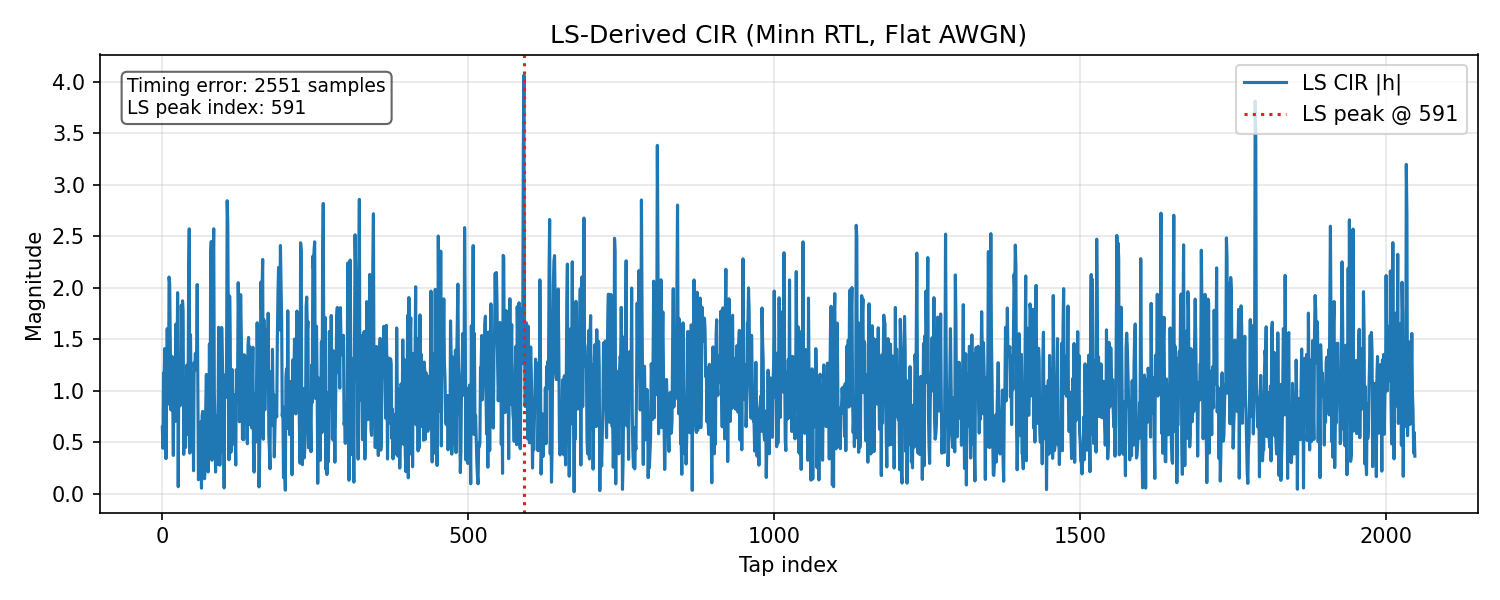 LS-Derived CIR (Minn RTL, Flat AWGN)
Timing error: 2551 samples
LS peak index: 591
LS CIR |h|
LS peak @ 591
Magnitude
4.0
3.5
3.0
2.5
2.0
1.5
1.0
0.5
0.0
0 500 1000 1500 2000
Tap index